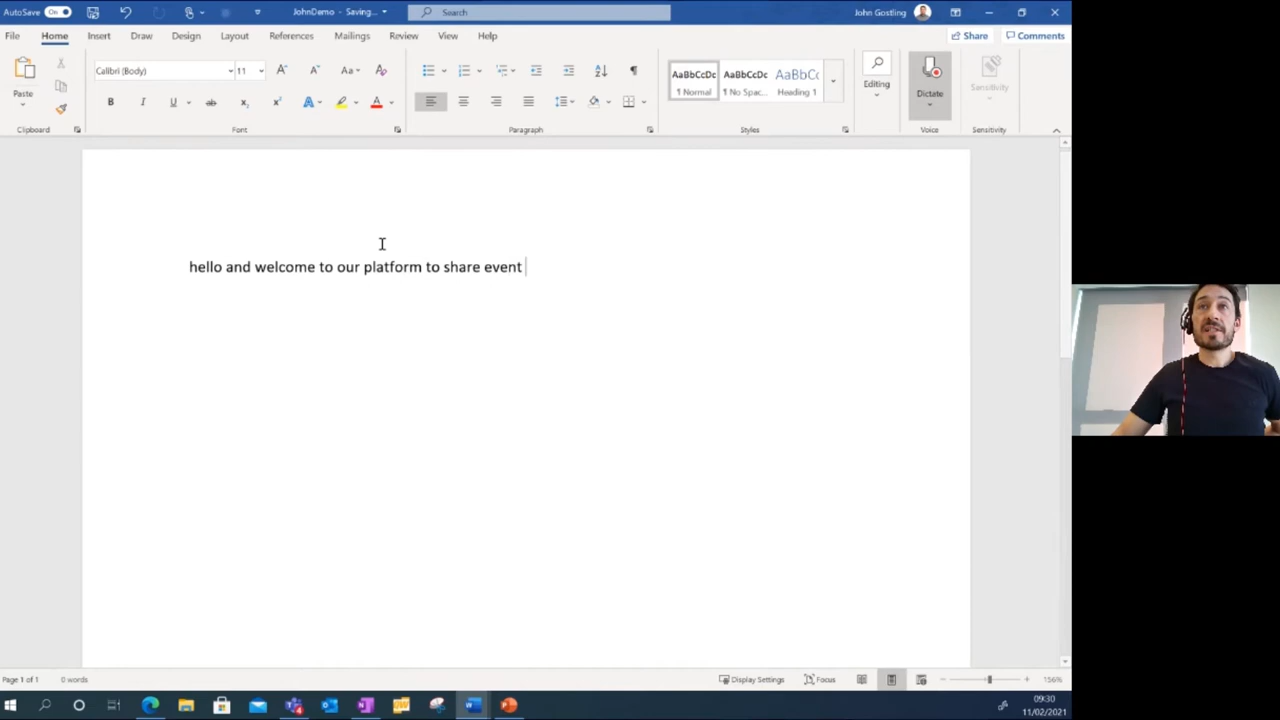 AutoSave On JohnDemo - Saving... Search John Gostling
File Home Insert Draw Design Layout References Mailings Review View Help Share Comments
Calibri (Body) 11 Aa AaBbCcDc AaBbCcDc AaBbCc
Paste ¶ Normal ¶ No Spac... Heading 1 Editing Dictate Sensitivity
Clipboard Font Paragraph Styles Voice Sensitivity
hello and welcome to our platform to share event
Page 1 of 1 0 words Display Settings Focus 156%
09:30
11/02/2021